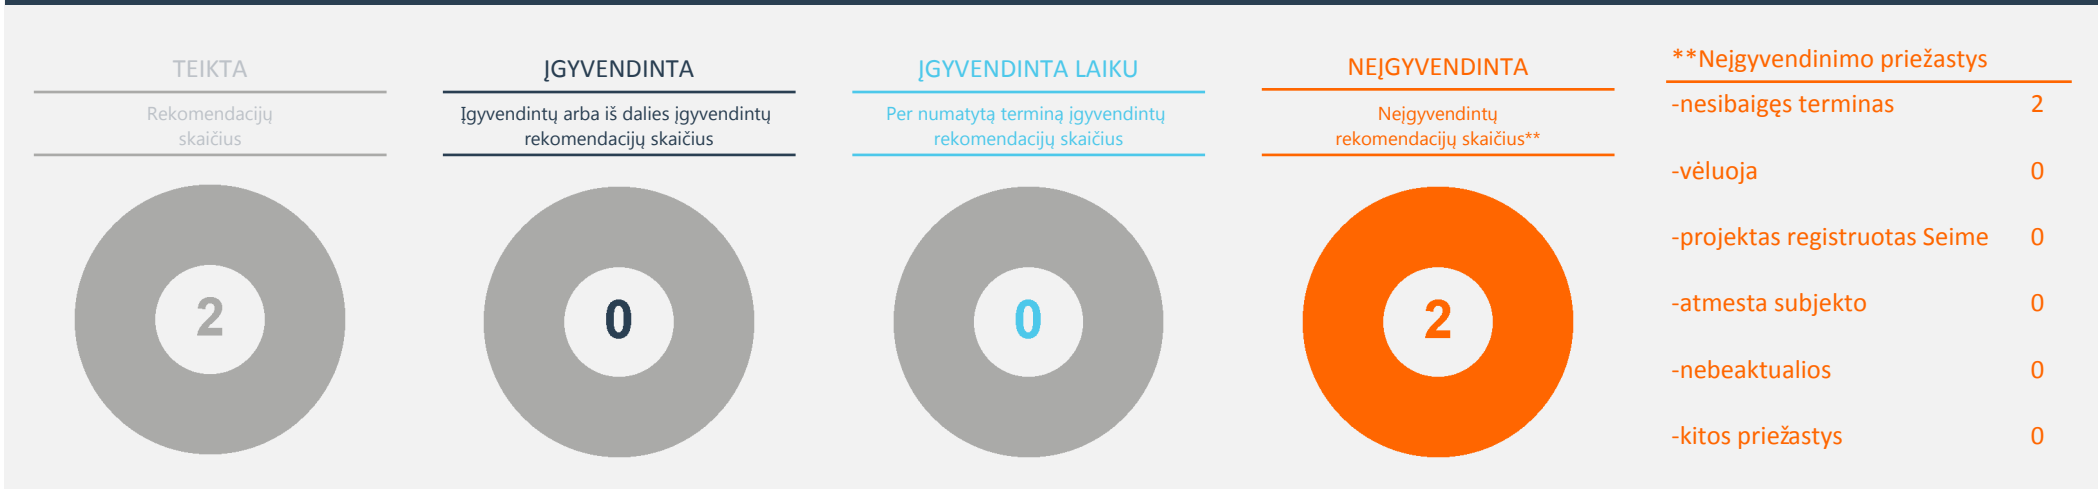 TEIKTA
Rekomendacijų
skaičius
2
ĮGYVENDINTA
Įgyvendintų arba iš dalies įgyvendintų
rekomendacijų skaičius
0
ĮGYVENDINTA LAIKU
Per numatytą terminą įgyvendintų
rekomendacijų skaičius
0
NEĮGYVENDINTA
Neįgyvendintų
rekomendacijų skaičius**
2
**Neįgyvendinimo priežastys
-nesibaigęs terminas 2
-vėluoja 0
-projektas registruotas Seime 0
-atmesta subjekto 0
-nebeaktualios 0
-kitos priežastys 0